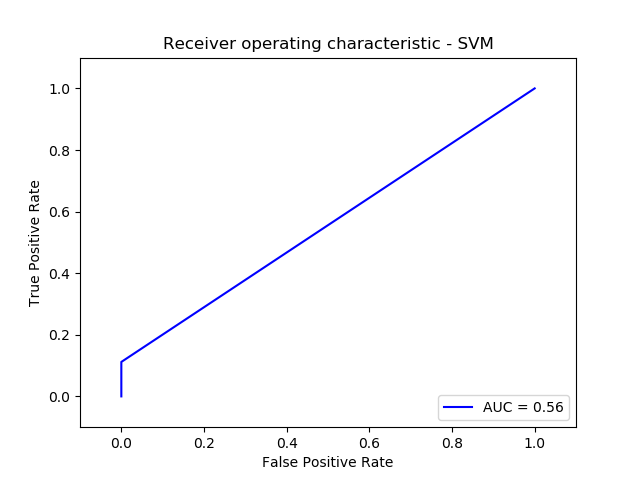 Receiver operating characteristic - SVM
1.0
0.8
0.6
0.4
0.2
0.0
True Positive Rate
AUC = 0.56
0.0 0.2 0.4 0.6 0.8 1.0
False Positive Rate